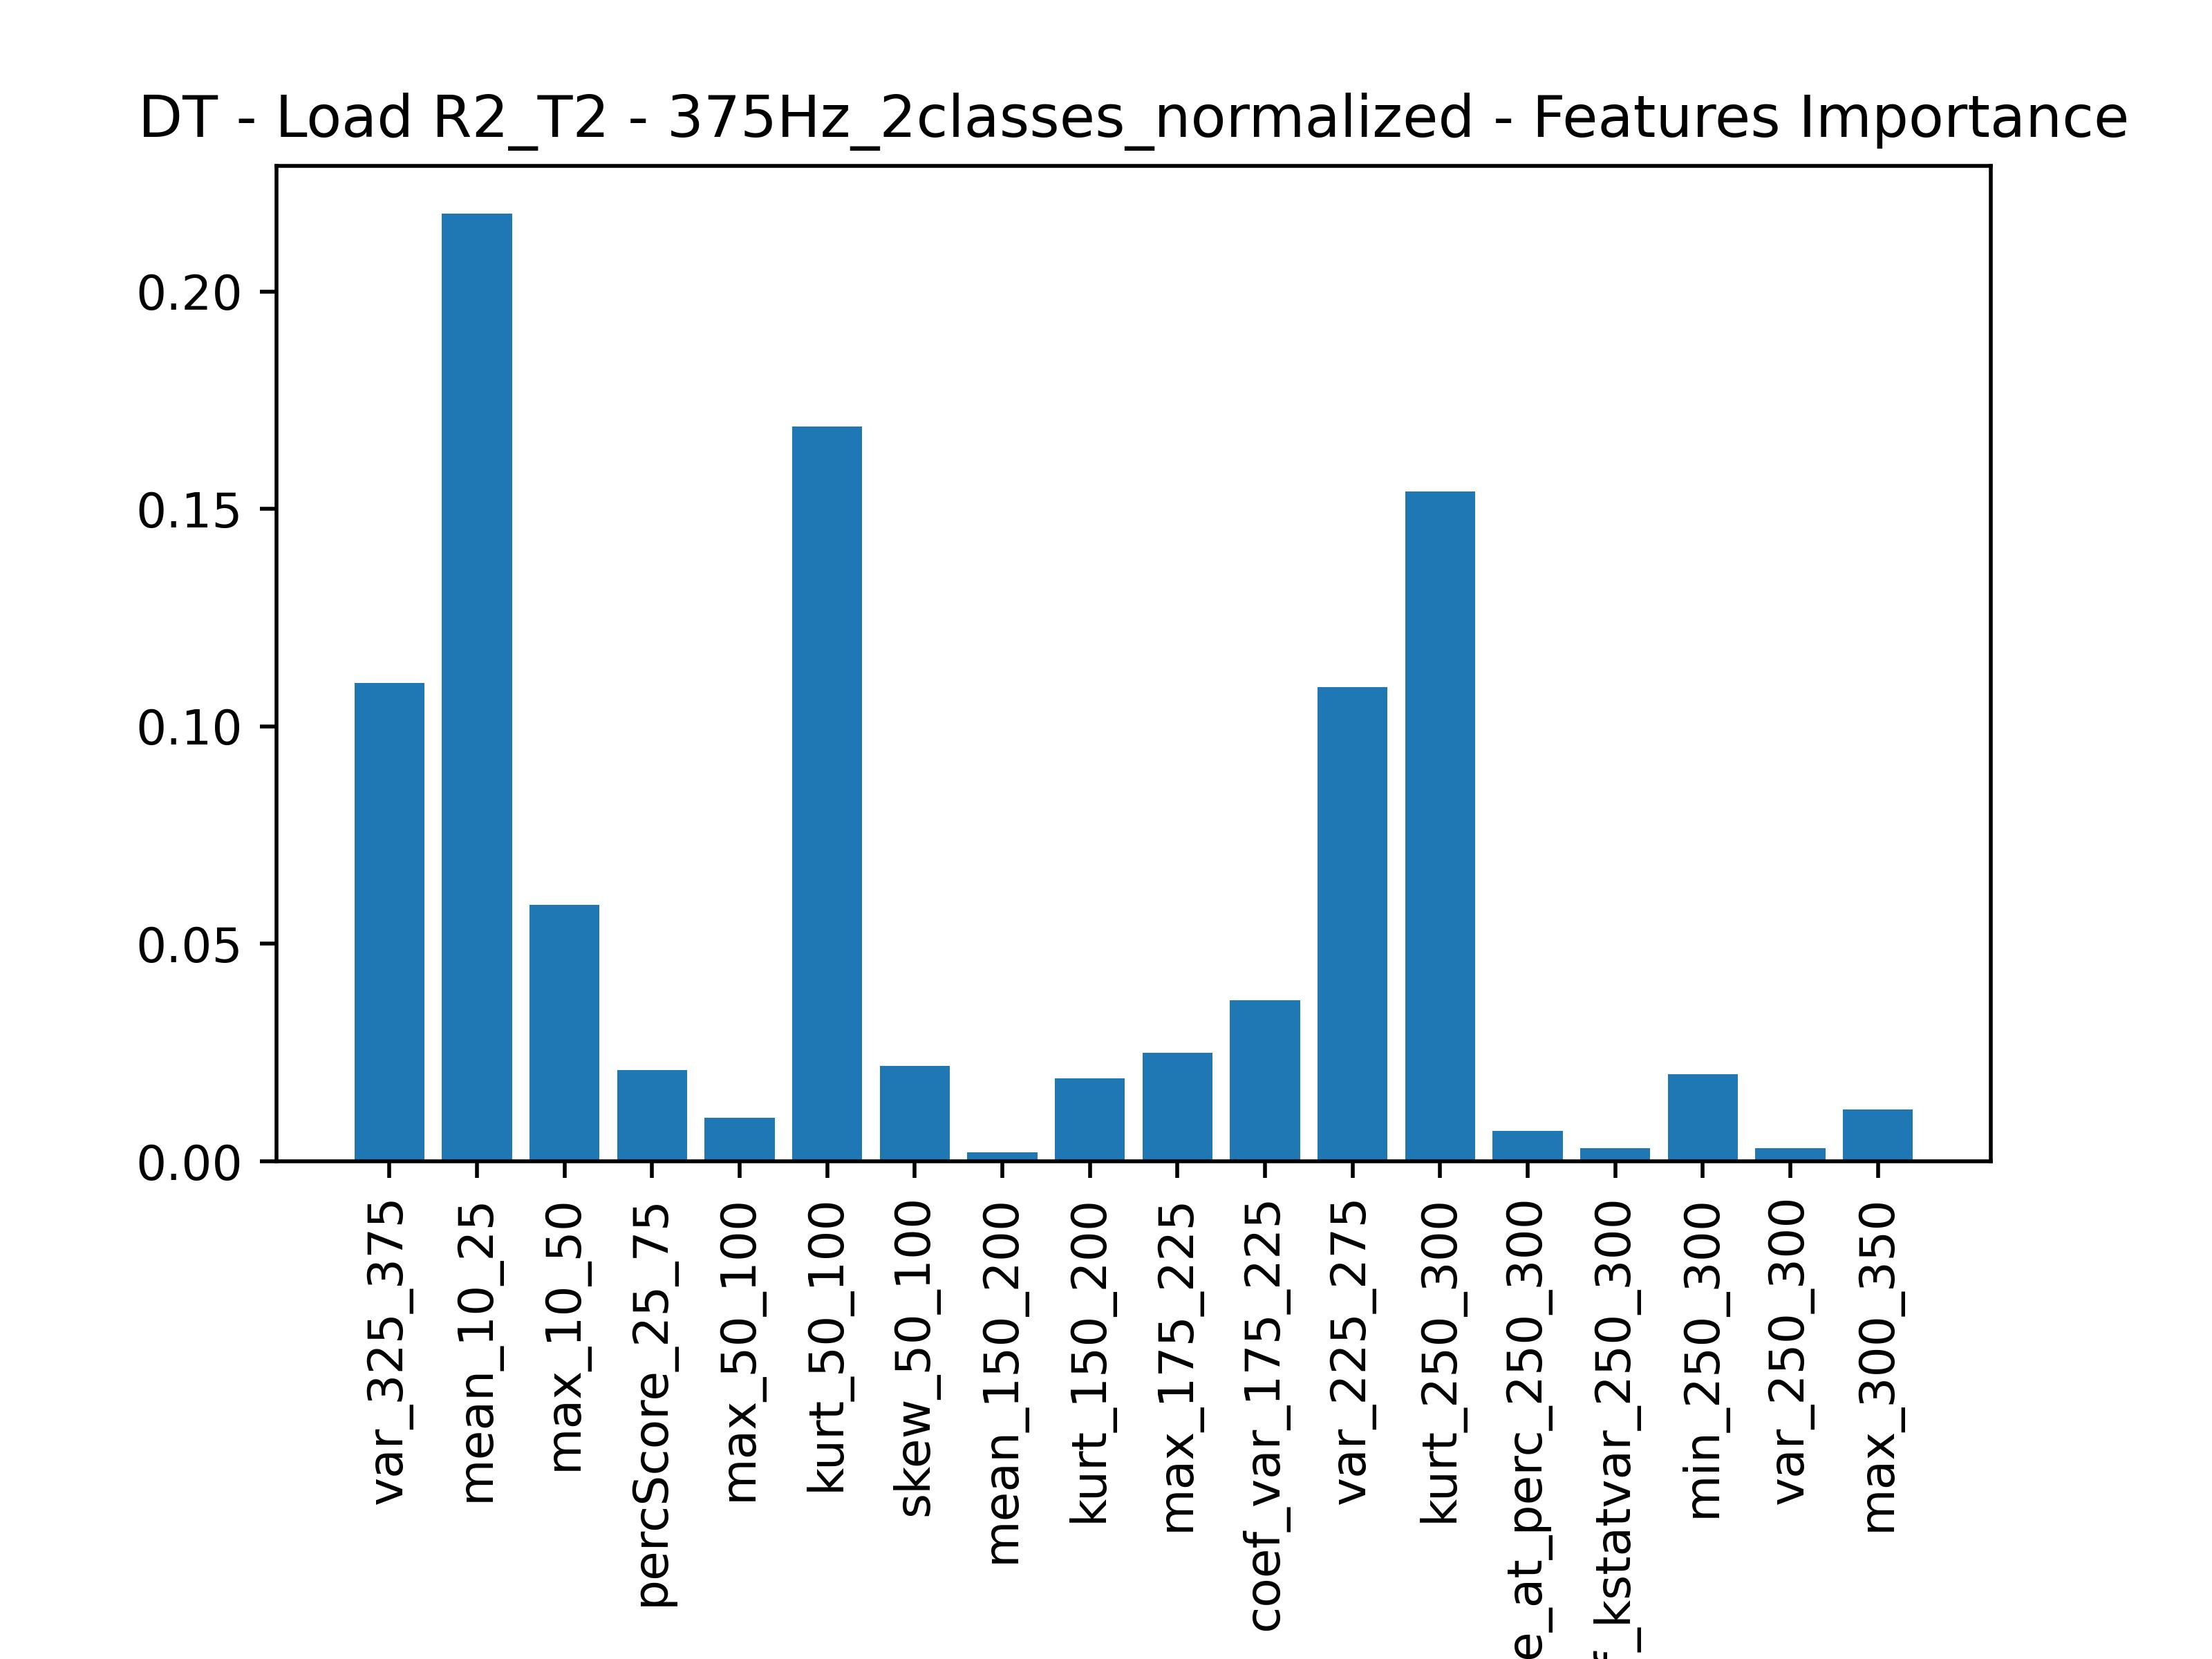 DT - Load R2_T2 - 375Hz_2classes_normalized - Features Importance
0.20
0.15
0.10
0.05
0.00
var_325_375
mean_10_25
max_10_50
percScore_25_75
max_50_100
kurt_50_100
skew_50_100
mean_150_200
kurt_150_200
max_175_225
coef_var_175_225
var_225_275
kurt_250_300
e_at_perc_250_300
f_kstatvar_250_300
min_250_300
var_250_300
max_300_350